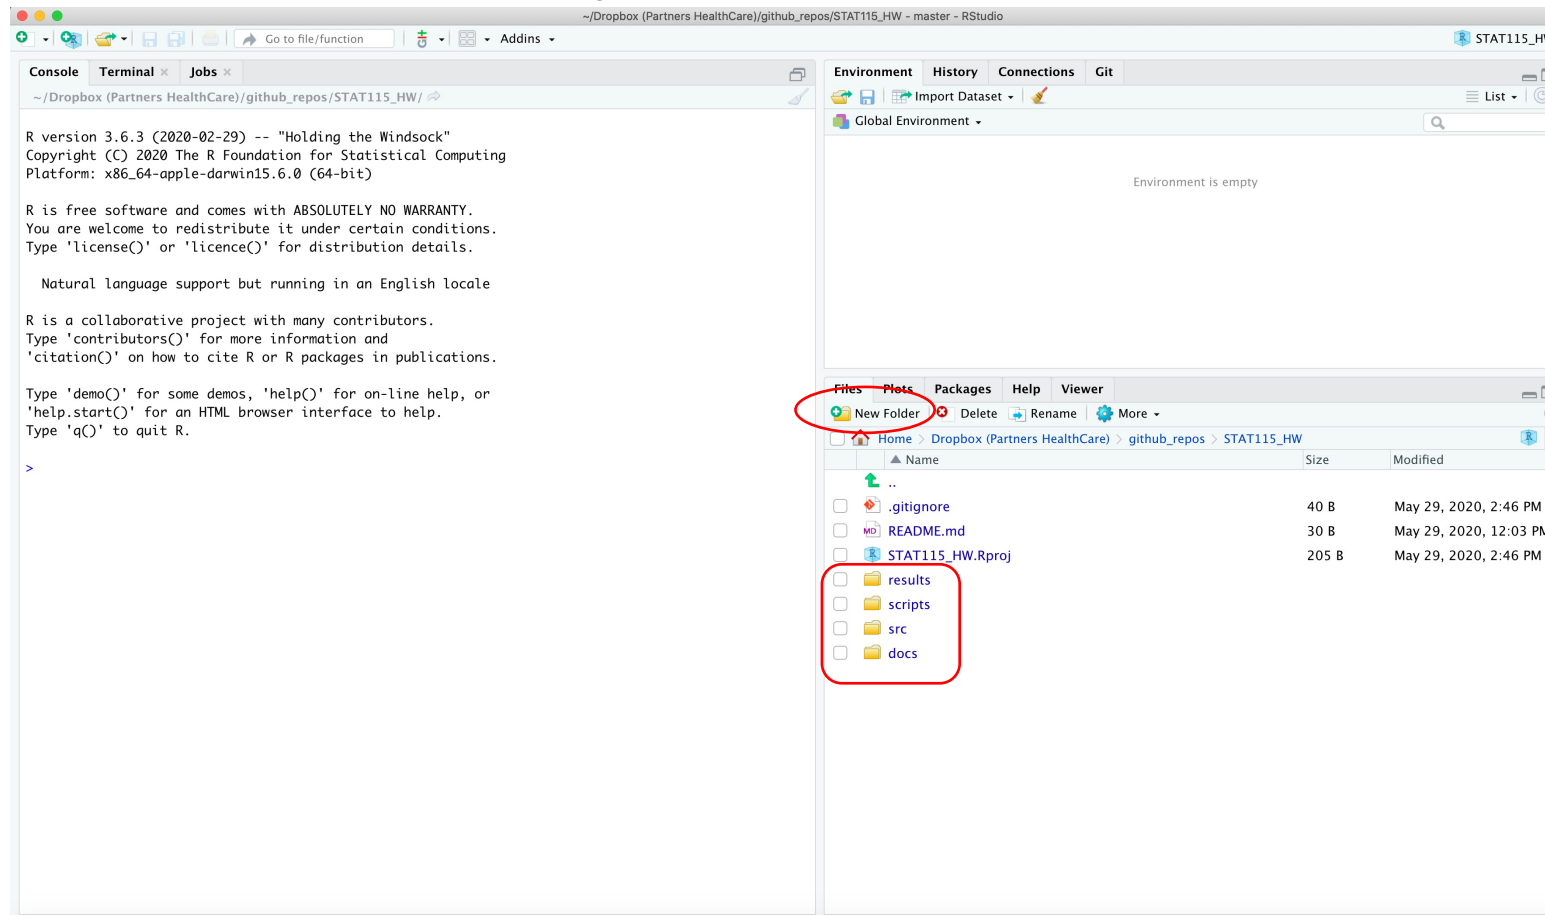 ~/Dropbox (Partners HealthCare)/github_repos/STAT115_HW - master - RStudio
Go to file/function
Addins
STAT115_H
Console Terminal Jobs
~/Dropbox (Partners HealthCare)/github_repos/STAT115_HW/
R version 3.6.3 (2020-02-29) -- "Holding the Windsock"
Copyright (C) 2020 The R Foundation for Statistical Computing
Platform: x86_64-apple-darwin15.6.0 (64-bit)
R is free software and comes with ABSOLUTELY NO WARRANTY.
You are welcome to redistribute it under certain conditions.
Type 'license()' or 'licence()' for distribution details.
Natural language support but running in an English locale
R is a collaborative project with many contributors.
Type 'contributors()' for more information and
'citation()' on how to cite R or R packages in publications.
Type 'demo()' for some demos, 'help()' for on-line help, or
'help.start()' for an HTML browser interface to help.
Type 'q()' to quit R.
>
Environment History Connections Git
Import Dataset List
Global Environment
Environment is empty
Files Plots Packages Help Viewer
New Folder Delete Rename More
Home > Dropbox (Partners HealthCare) > github_repos > STAT115_HW
Name Size Modified
..
.gitignore 40 B May 29, 2020, 2:46 PM
MD README.md 30 B May 29, 2020, 12:03 PM
STAT115_HW.Rproj 205 B May 29, 2020, 2:46 PM
results
scripts
src
docs